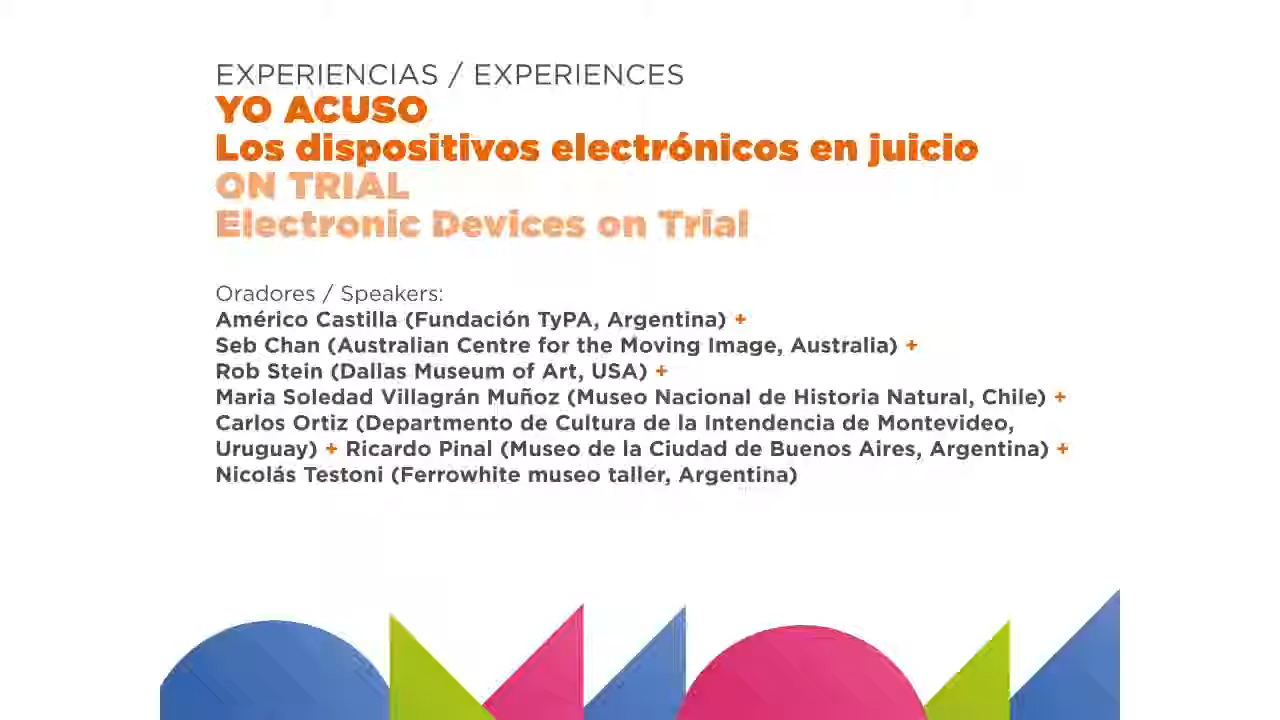 EXPERIENCIAS / EXPERIENCES
YO ACUSO
Los dispositivos electrónicos en juicio
ON TRIAL
Electronic Devices on Trial
Oradores / Speakers:
Américo Castilla (Fundación TyPA, Argentina) +
Seb Chan (Australian Centre for the Moving Image, Australia) +
Rob Stein (Dallas Museum of Art, USA) +
Maria Soledad Villagrán Muñoz (Museo Nacional de Historia Natural, Chile) +
Carlos Ortiz (Departmento de Cultura de la Intendencia de Montevideo,
Uruguay) + Ricardo Pinal (Museo de la Ciudad de Buenos Aires, Argentina) +
Nicolás Testoni (Ferrowhite museo taller, Argentina)